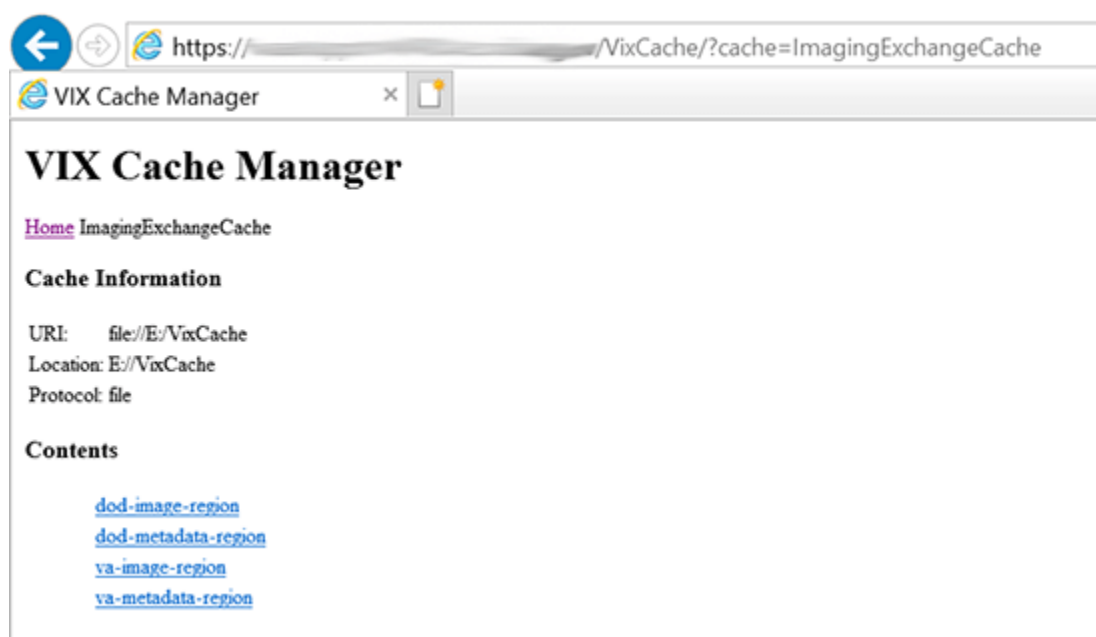 https:// /VixCache/?cache=ImagingExchangeCache
VIX Cache Manager ×
VIX Cache Manager
Home ImagingExchangeCache
Cache Information
URI: file://E:/VixCache
Location: E://VixCache
Protocol: file
Contents
dod-image-region
dod-metadata-region
va-image-region
va-metadata-region